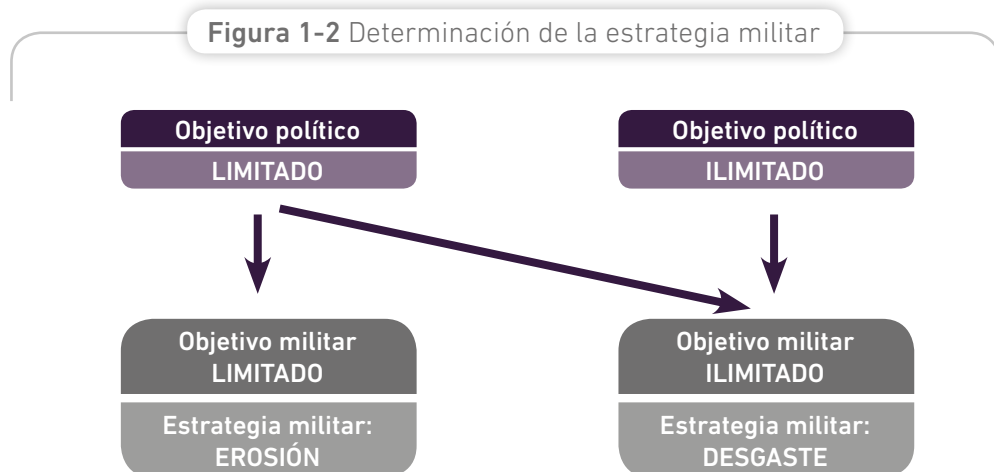 Figura 1-2 Determinación de la estrategia militar
Objetivo político
LIMITADO
Objetivo político
ILIMITADO
Objetivo militar
LIMITADO
Estrategia militar:
EROSIÓN
Objetivo militar
ILIMITADO
Estrategia militar:
DESGASTE